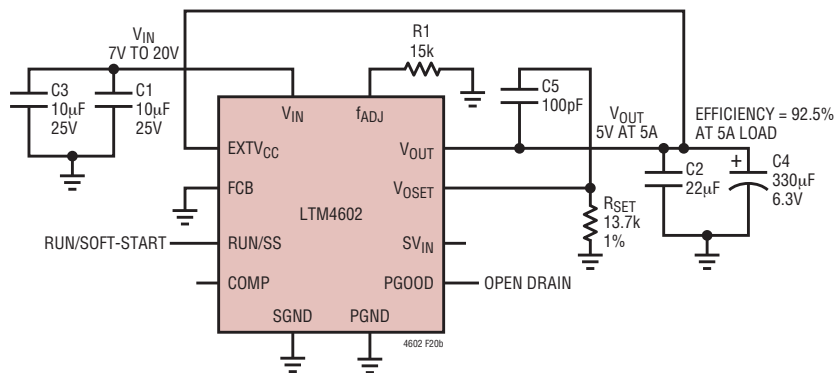 VIN
7V TO 20V
R1
15k
C3
10µF
25V
C1
10µF
25V
C5
100pF
VOUT
5V AT 5A
EFFICIENCY = 92.5%
AT 5A LOAD
VIN
fADJ
EXTVCC
VOUT
C2
22µF
+
C4
330µF
6.3V
FCB
VOSET
LTM4602
RSET
13.7k
1%
RUN/SOFT-START
RUN/SS
SVIN
COMP
PGOOD
OPEN DRAIN
SGND
PGND
4602 F20b